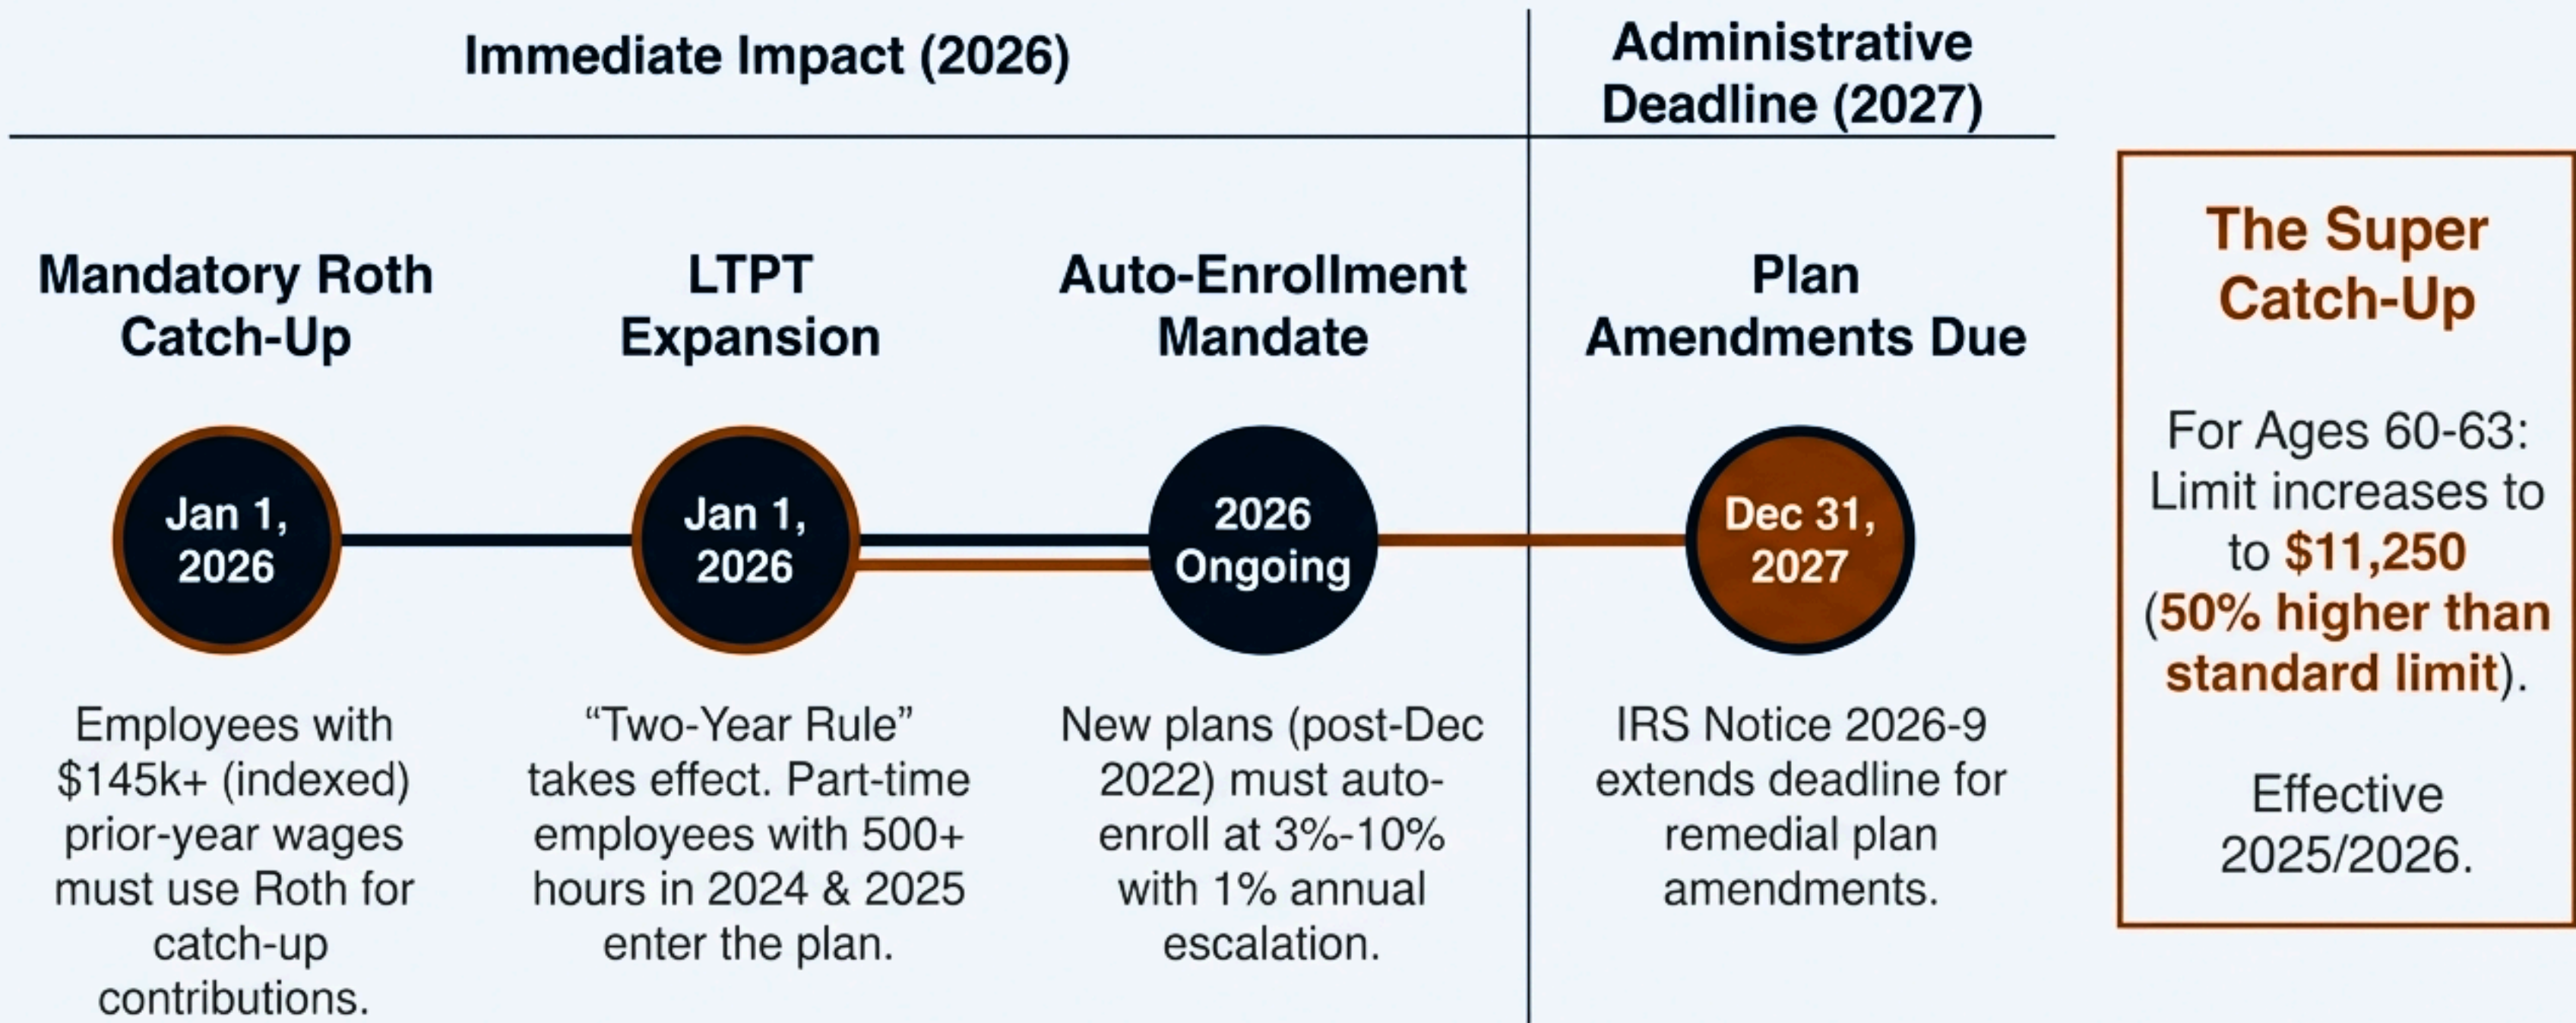 Immediate Impact (2026)
Administrative
Deadline (2027)
Mandatory Roth
Catch-Up
Jan 1,
2026
Employees with
$145k+ (indexed)
prior-year wages
must use Roth for
catch-up
contributions.
LTPT
Expansion
Jan 1,
2026
“Two-Year Rule”
takes effect. Part-time
employees with 500+
hours in 2024 & 2025
enter the plan.
Auto-Enrollment
Mandate
2026
Ongoing
New plans (post-Dec
2022) must auto-
enroll at 3%-10%
with 1% annual
escalation.
Plan
Amendments Due
Dec 31,
2027
IRS Notice 2026-9
extends deadline for
remedial plan
amendments.
The Super
Catch-Up
For Ages 60-63:
Limit increases to
to $11,250
(50% higher than
standard limit).
Effective
2025/2026.